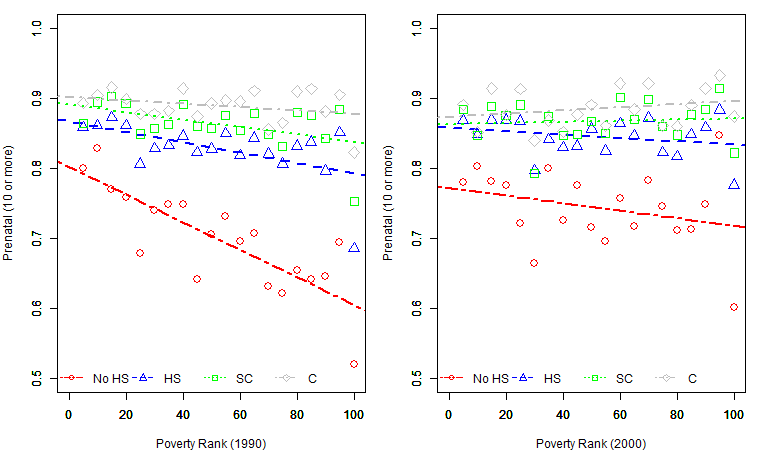 1.0
0.9
0.8
0.7
0.6
0.5
Prenatal (10 or more)
No HS HS SC C
0 20 40 60 80 100
Poverty Rank (1990)
1.0
0.9
0.8
0.7
0.6
0.5
Prenatal (10 or more)
No HS HS SC C
0 20 40 60 80 100
Poverty Rank (2000)